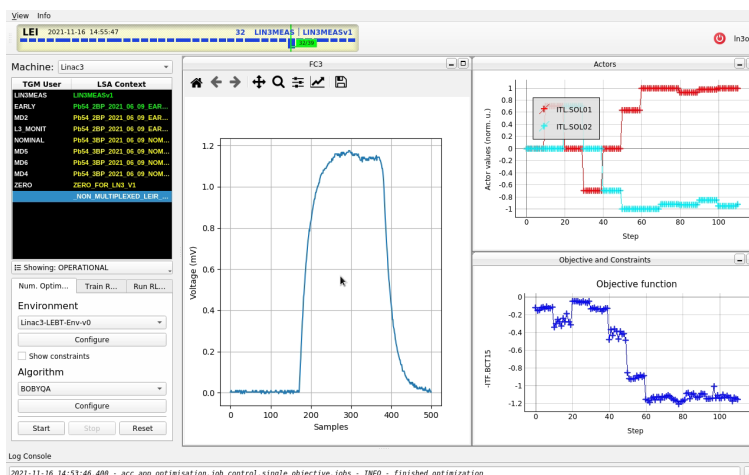 View Info
LEI 2021-11-16 14:55:47 32 LIN3MEAS LIN3MEASv1
32/39
ln3o
Machine: Linac3
TGM User LSA Context
LIN3MEAS LIN3MEASv1
EARLY Pb54_2BP_2021_06_09_EAR...
MD2 Pb54_2BP_2021_06_09_EAR...
L3_MONIT Pb54_2BP_2021_06_09_EAR...
NOMINAL Pb54_3BP_2021_06_09_NOM...
MD5 Pb54_3BP_2021_06_09_NOM...
MD6 Pb54_3BP_2021_06_09_NOM...
MD4 Pb54_3BP_2021_06_09_NOM...
ZERO ZERO_FOR_LN3_V1
_NON_MULTIPLEXED_LEIR_...
Showing: OPERATIONAL
Num. Optim... Train R... Run RL...
Environment
Linac3-LEBT-Env-v0
Configure
Show constraints
Algorithm
BOBYQA
Configure
Start Stop Reset
FC3
1.2
1.0
0.8
0.6
0.4
0.2
0.0
Voltage (mV)
0 100 200 300 400 500
Samples
Actors
1
0.8
0.6
0.4
0.2
0
-0.2
-0.4
-0.6
-0.8
-1
Actor values (norm. u.)
ITL.SOL01
ITL.SOL02
0 20 40 60 80 100
Step
Objective and Constraints
Objective function
0
-0.2
-0.4
-0.6
-0.8
-1
-1.2
-ITF:BCT15
0 20 40 60 80 100
Step
Log Console
2021-11-16 14:53:46,400 - acc_app_optimisation.job_control.single_objective.jobs - INFO - finished optimization